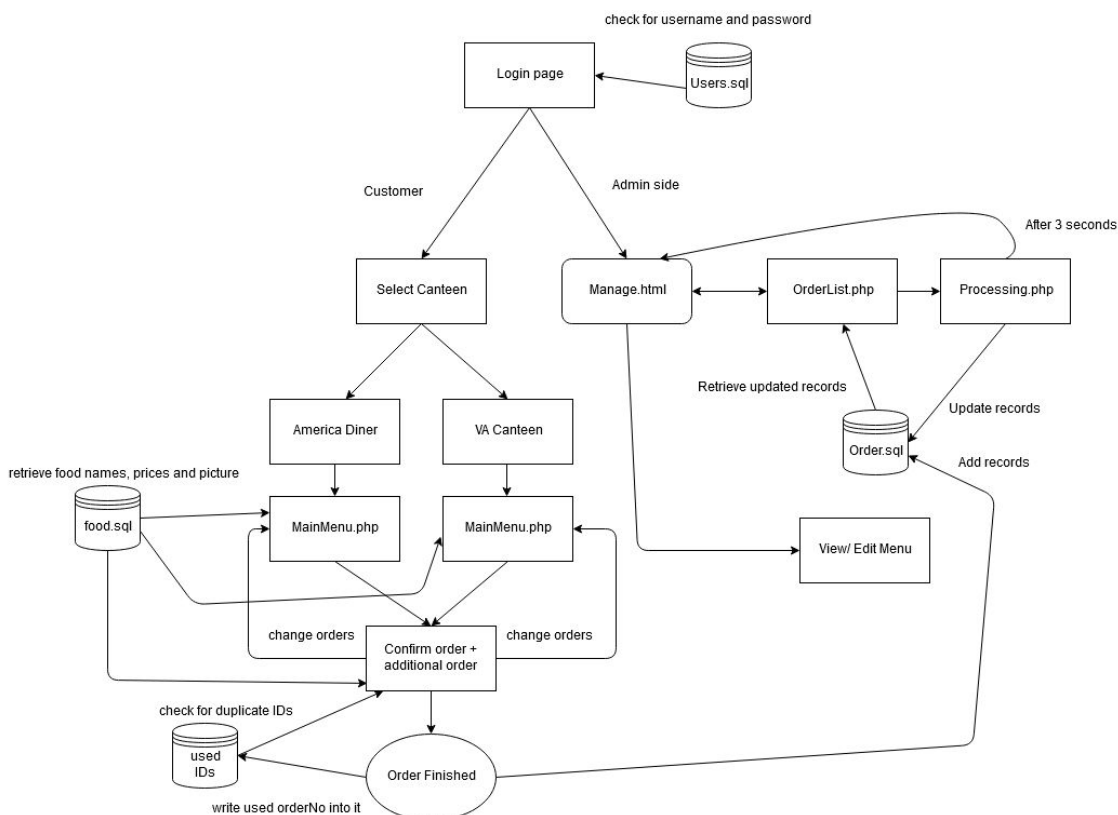 check for username and password
Login page
Users.sql
Customer
Admin side
After 3 seconds
Select Canteen
Manage.html
OrderList.php
Processing.php
Retrieve updated records
Update records
America Diner
VA Canteen
Order.sql
Add records
retrieve food names, prices and picture
food.sql
MainMenu.php
MainMenu.php
View/ Edit Menu
change orders
change orders
Confirm order +
additional order
check for duplicate IDs
used
IDs
Order Finished
write used orderNo into it